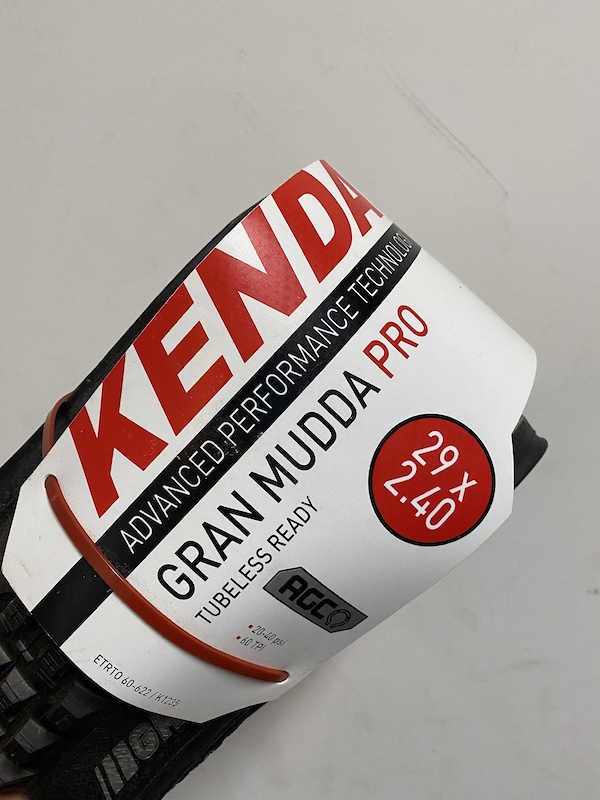 KENDA
ADVANCED PERFORMANCE TECHNOLOGY
GRAN MUDDA PRO
TUBELESS READY
29 x
2.40
AGC
• 20-40 psi
• 60 TPI
ETRTO 60-622 / K1235